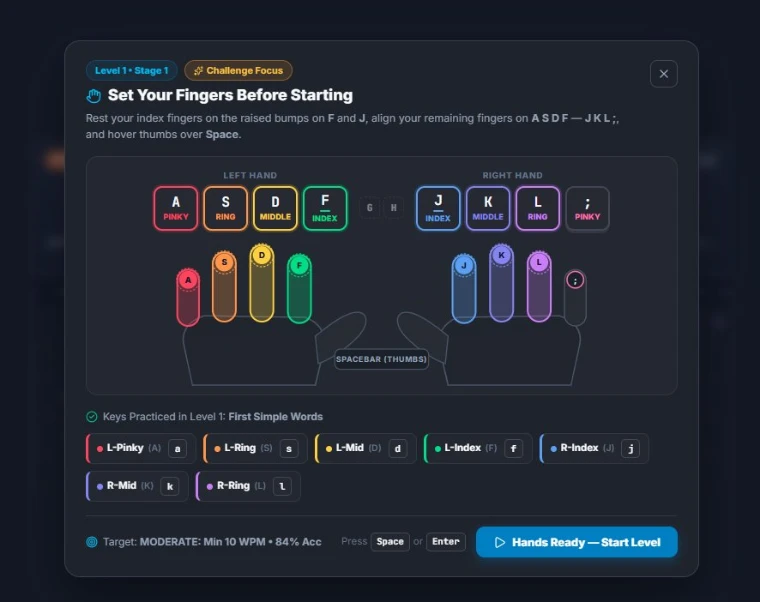 Level 1 • Stage 1
Challenge Focus
Set Your Fingers Before Starting
Rest your index fingers on the raised bumps on F and J, align your remaining fingers on A S D F — J K L ;,
and hover thumbs over Space.
LEFT HAND RIGHT HAND
A S D F G H J K L ;
PINKY RING MIDDLE INDEX INDEX MIDDLE RING PINKY
A S D F J K L ;
SPACEBAR (THUMBS)
Keys Practiced in Level 1: First Simple Words
L-Pinky (A) a L-Ring (S) s L-Mid (D) d L-Index (F) f R-Index (J) j
R-Mid (K) k R-Ring (L) l
Target: MODERATE: Min 10 WPM • 84% Acc Press Space or Enter Hands Ready — Start Level